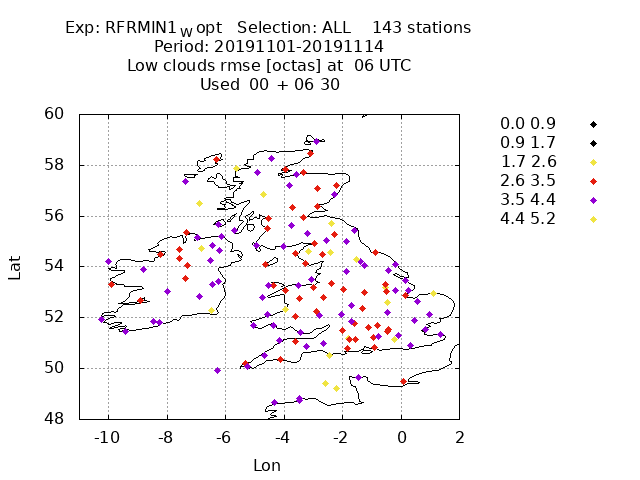 Exp: RFRMIN1_W opt Selection: ALL 143 stations
Period: 20191101-20191114
Low clouds rmse [octas] at 06 UTC
Used 00 + 06 30
60
58
56
54
52
50
48
Lat
-10 -8 -6 -4 -2 0 2
Lon
0.0 0.9
0.9 1.7
1.7 2.6
2.6 3.5
3.5 4.4
4.4 5.2